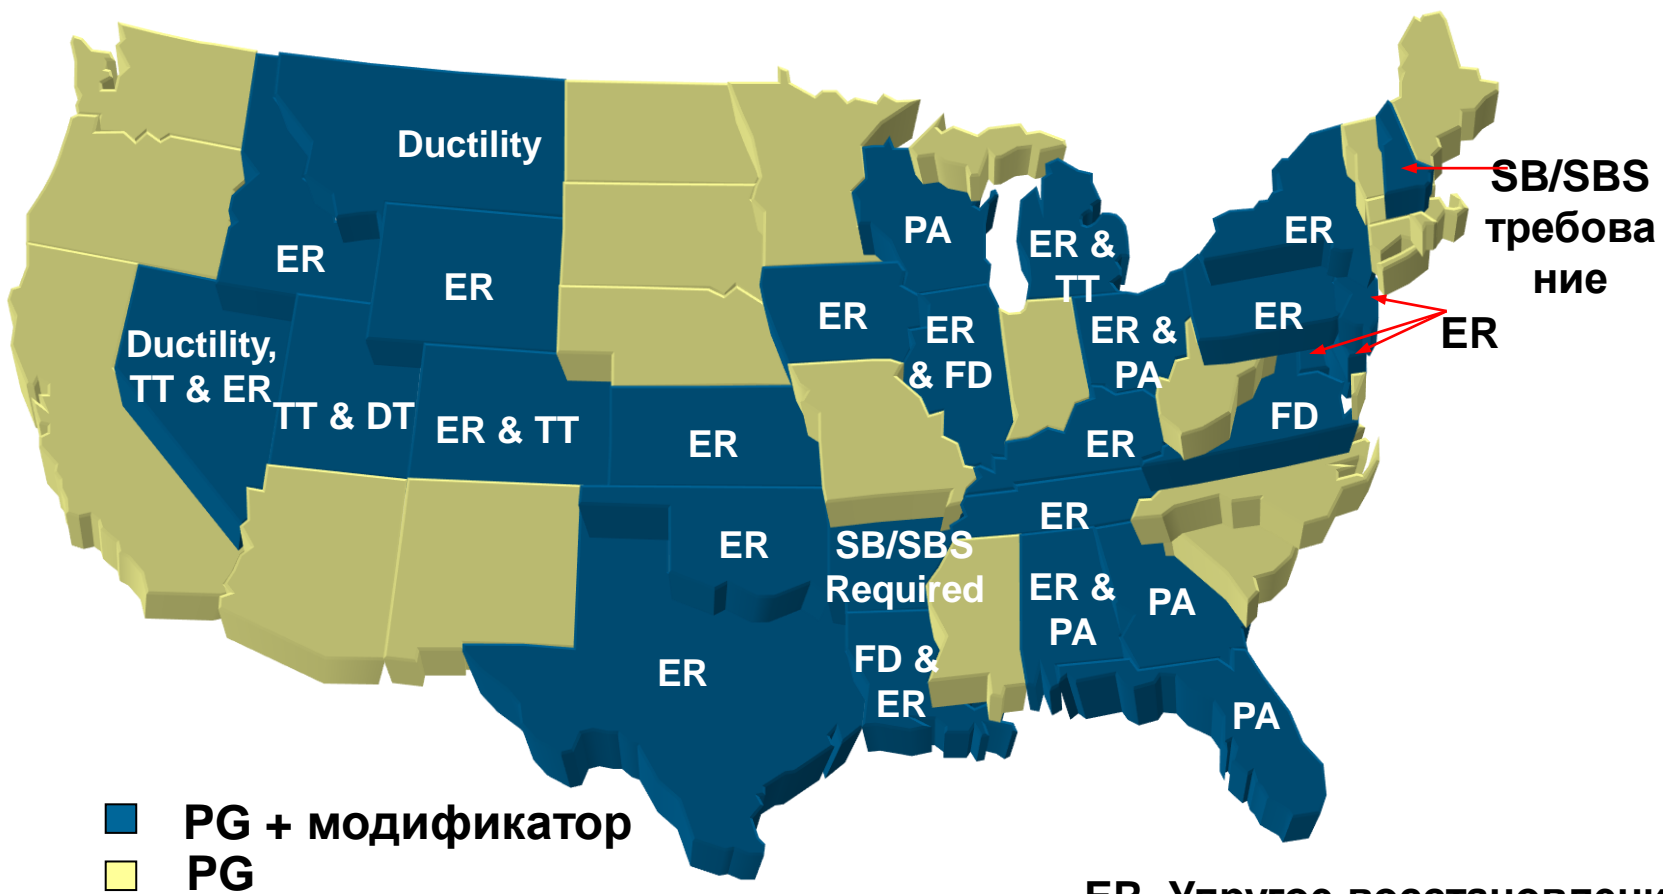 Ductility
SB/SBS
требова
ние
PA
ER &
TT
ER
ER
ER
Ductility,
TT & ER
ER
ER
& FD
ER &
PA
ER
ER
TT & DT
ER & TT
ER
ER
FD
ER
ER
SB/SBS
Required
ER &
PA
PA
ER
FD &
ER
PA
PG + модификатор
PG
ER